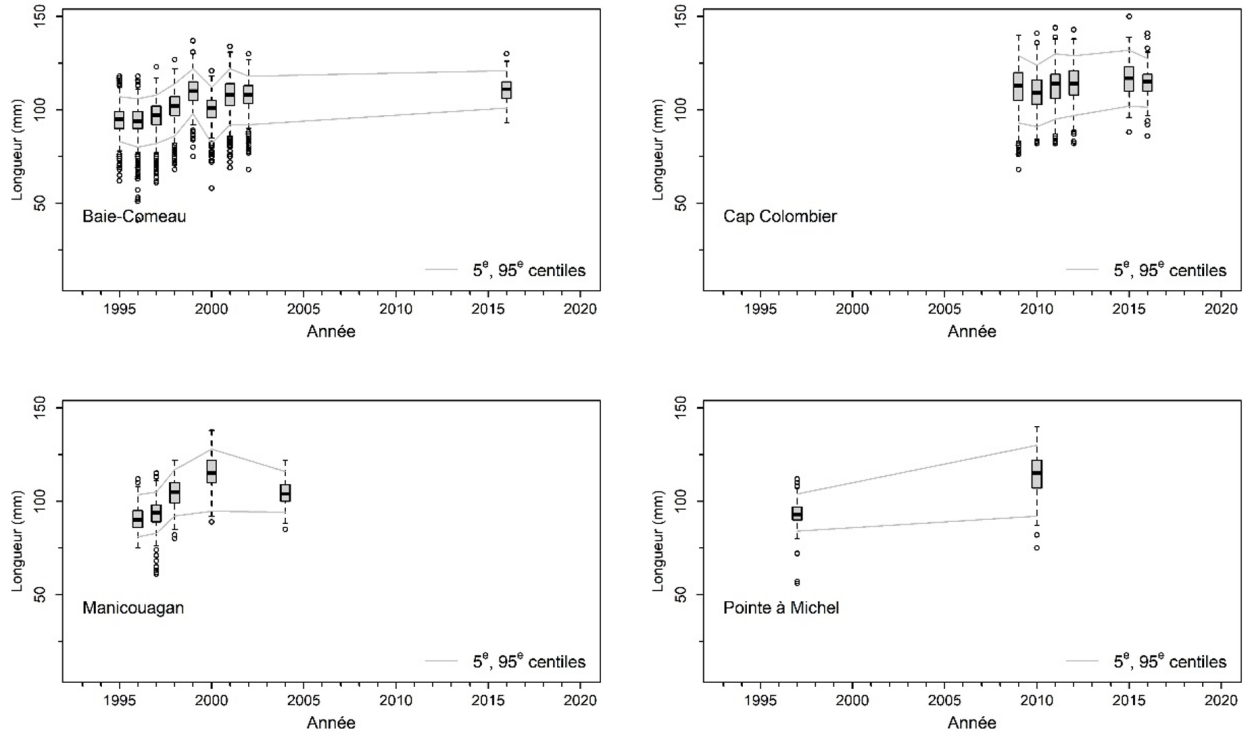 Longueur (mm)
150
100
50
Baie-Comeau
5e, 95e centiles
1995 2000 2005 2010 2015 2020
Année
Longueur (mm)
150
100
50
Cap Colombier
5e, 95e centiles
1995 2000 2005 2010 2015 2020
Année
Longueur (mm)
150
100
50
Manicouagan
5e, 95e centiles
1995 2000 2005 2010 2015 2020
Année
Longueur (mm)
150
100
50
Pointe à Michel
5e, 95e centiles
1995 2000 2005 2010 2015 2020
Année